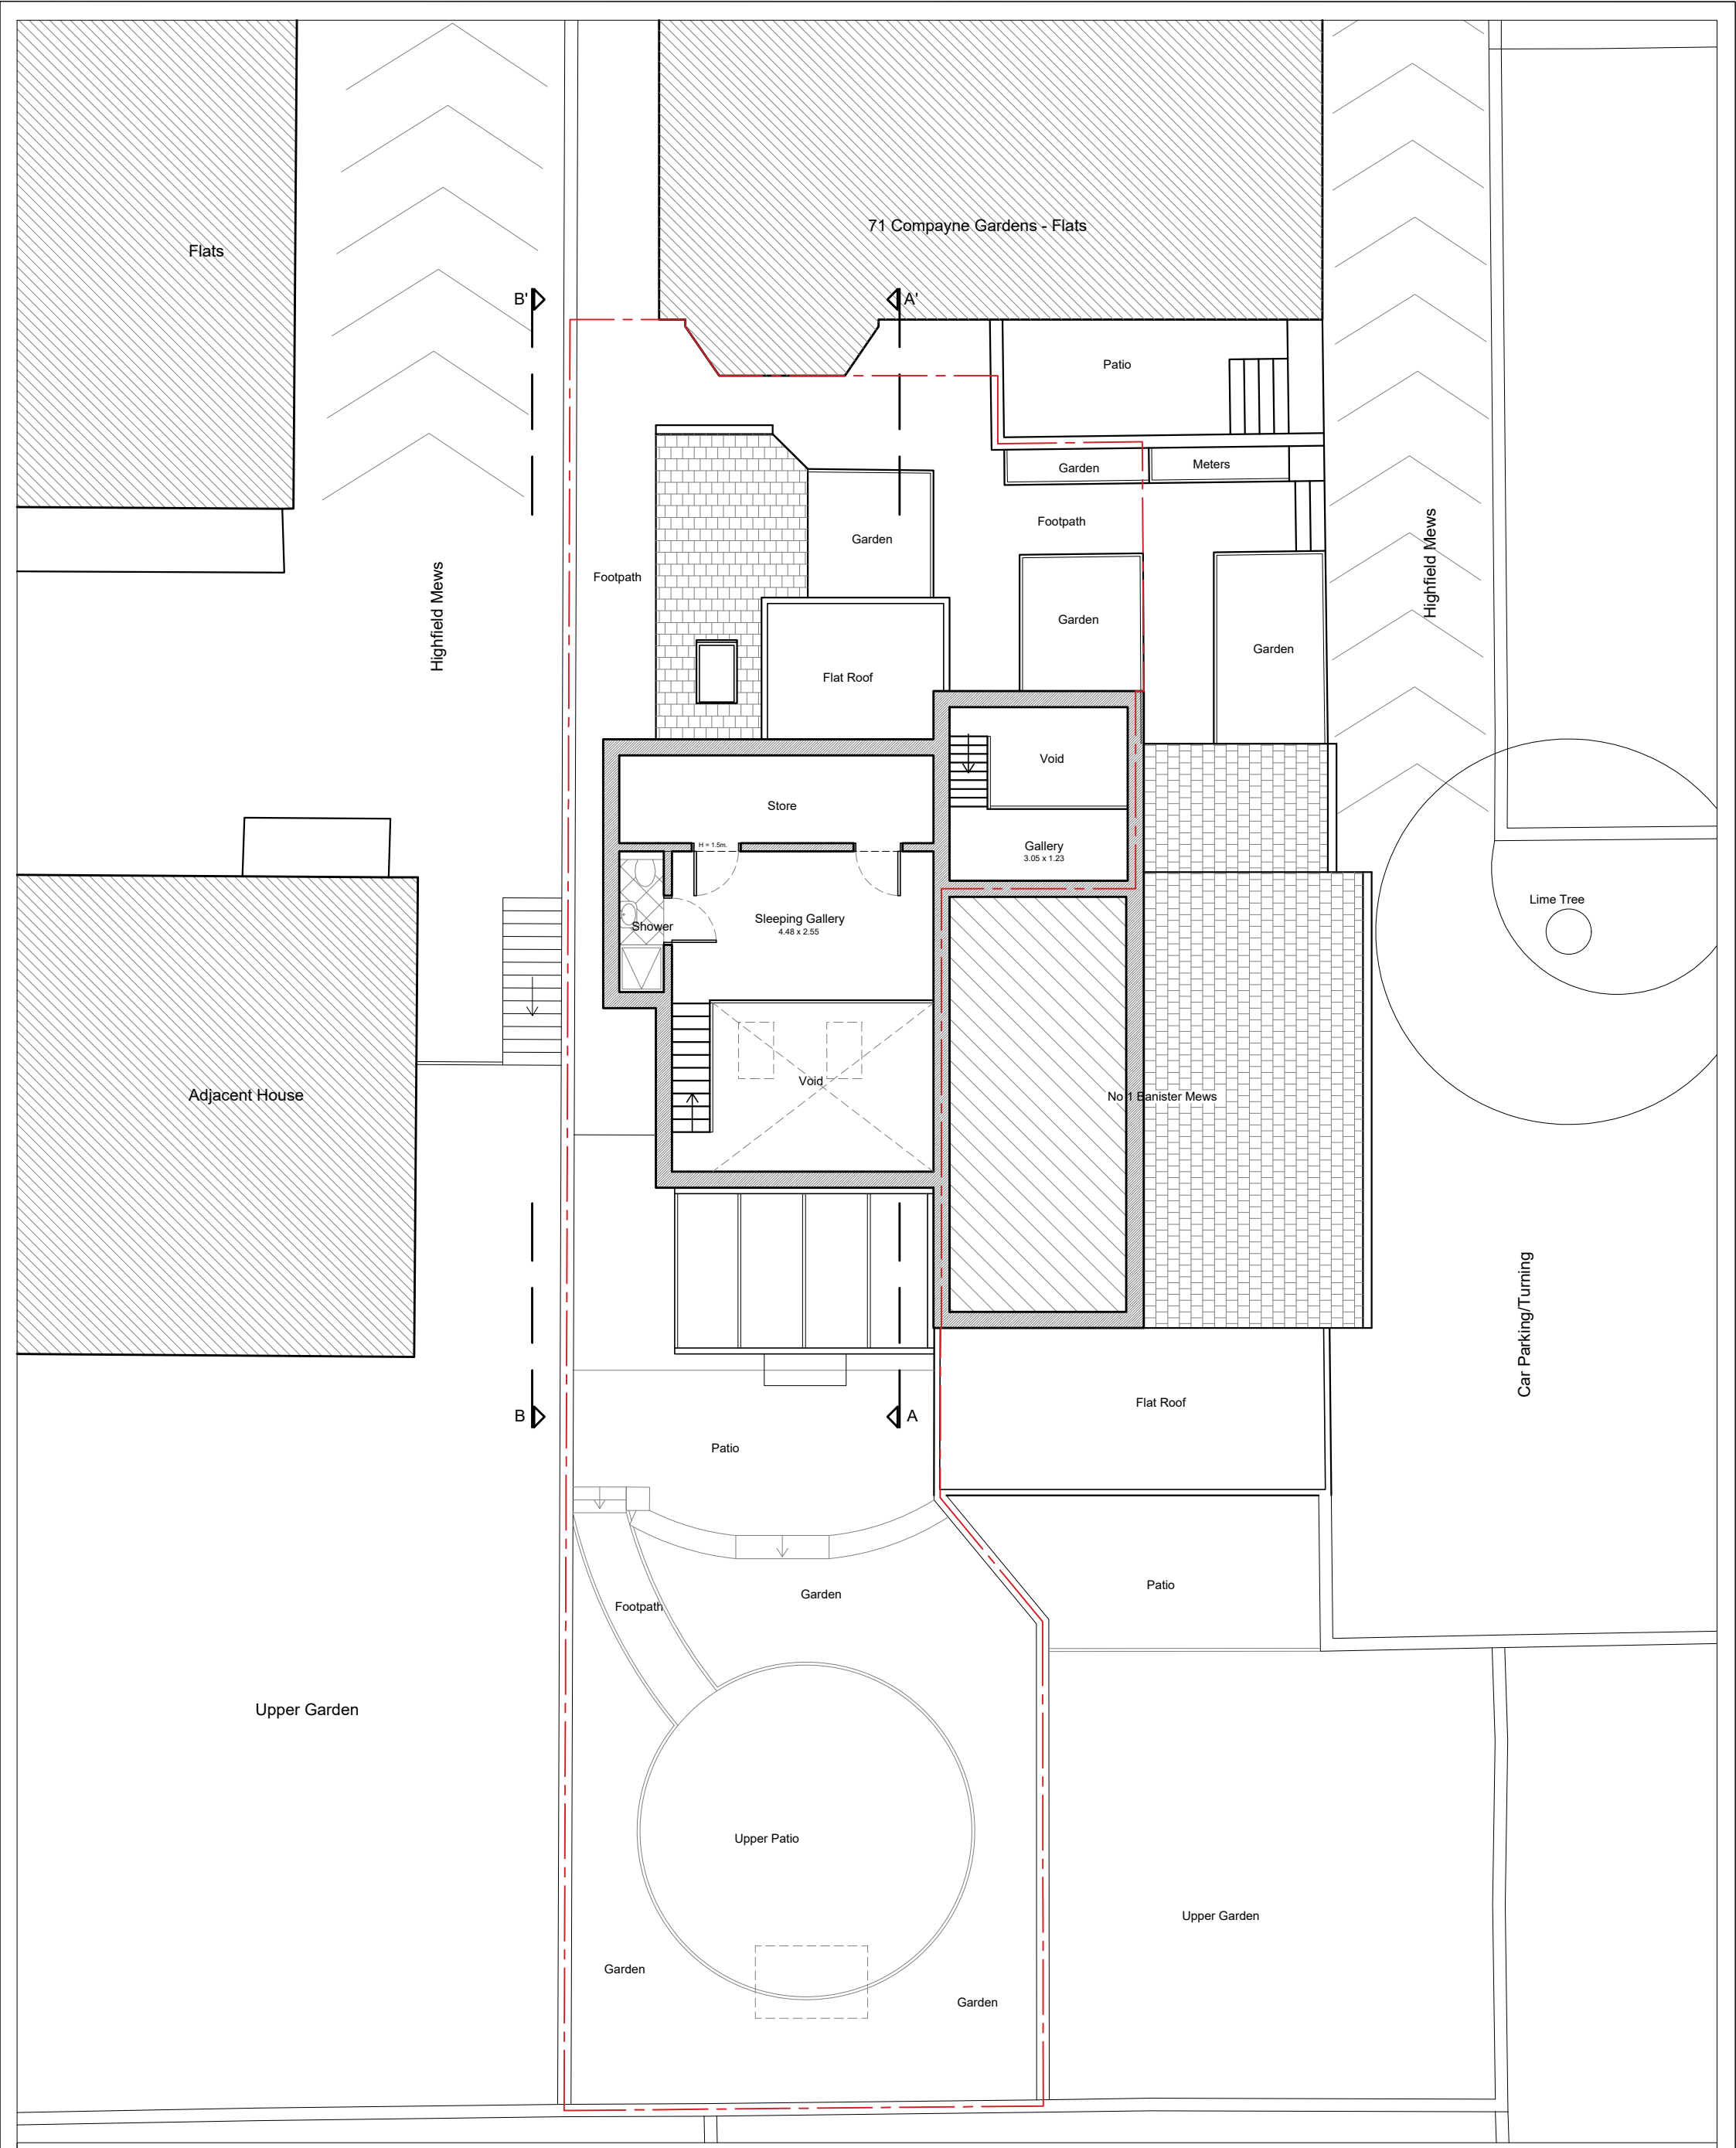 71 Compayne Gardens - Flats
Flats
B'
A'
Patio
Garden
Meters
Footpath
Garden
Highfield Mews
Highfield Mews
Footpath
Garden
Garden
Flat Roof
Void
Store
H = 1.5m.
Gallery
3.05 x 1.23
Lime Tree
Sleeping Gallery
4.48 x 2.55
Shower
Void
Adjacent House
No 1 Banister Mews
Car Parking/Turning
Flat Roof
B
A
Patio
Patio
Garden
Footpath
Upper Garden
Upper Patio
Upper Garden
Garden
Garden